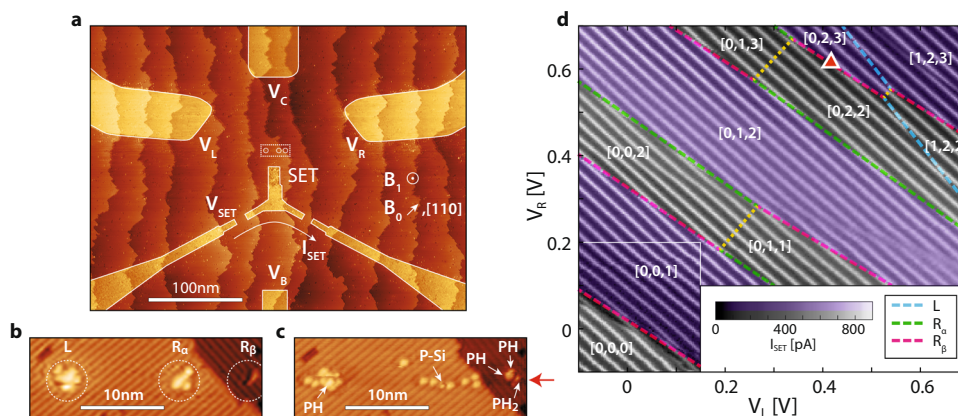 a
V_C
V_L
V_R
SET
V_SET
B_1 ⊙
B_0 ↗,[110]
I_SET
V_B
100nm
b
L
R_α
R_β
10nm
c
P-Si
PH
PH
PH
PH_2
10nm
d
V_R [V]
0.6
0.4
0.2
0
[0,1,3]
[0,2,3]
[1,2,3]
[0,2,2]
[0,1,2]
[1,2,2]
[0,0,2]
[0,1,1]
[0,0,1]
[0,0,0]
0 400 800
I_SET [pA]
L
R_α
R_β
0 0.2 0.4 0.6
V_L [V]